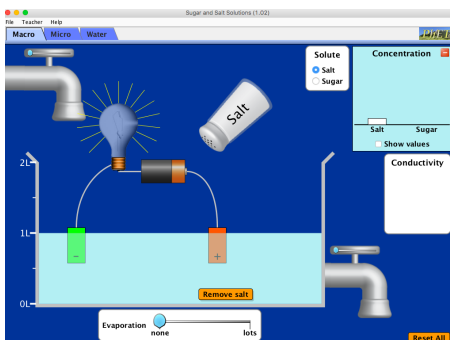 Sugar and Salt Solutions (1.02)
File Teacher Help
Macro Micro Water
PhET
Solute
Salt
Sugar
Concentration
Salt Sugar
Show values
Salt
Conductivity
2L
1L
0L
−
+
Remove salt
Evaporation
none lots
Reset All